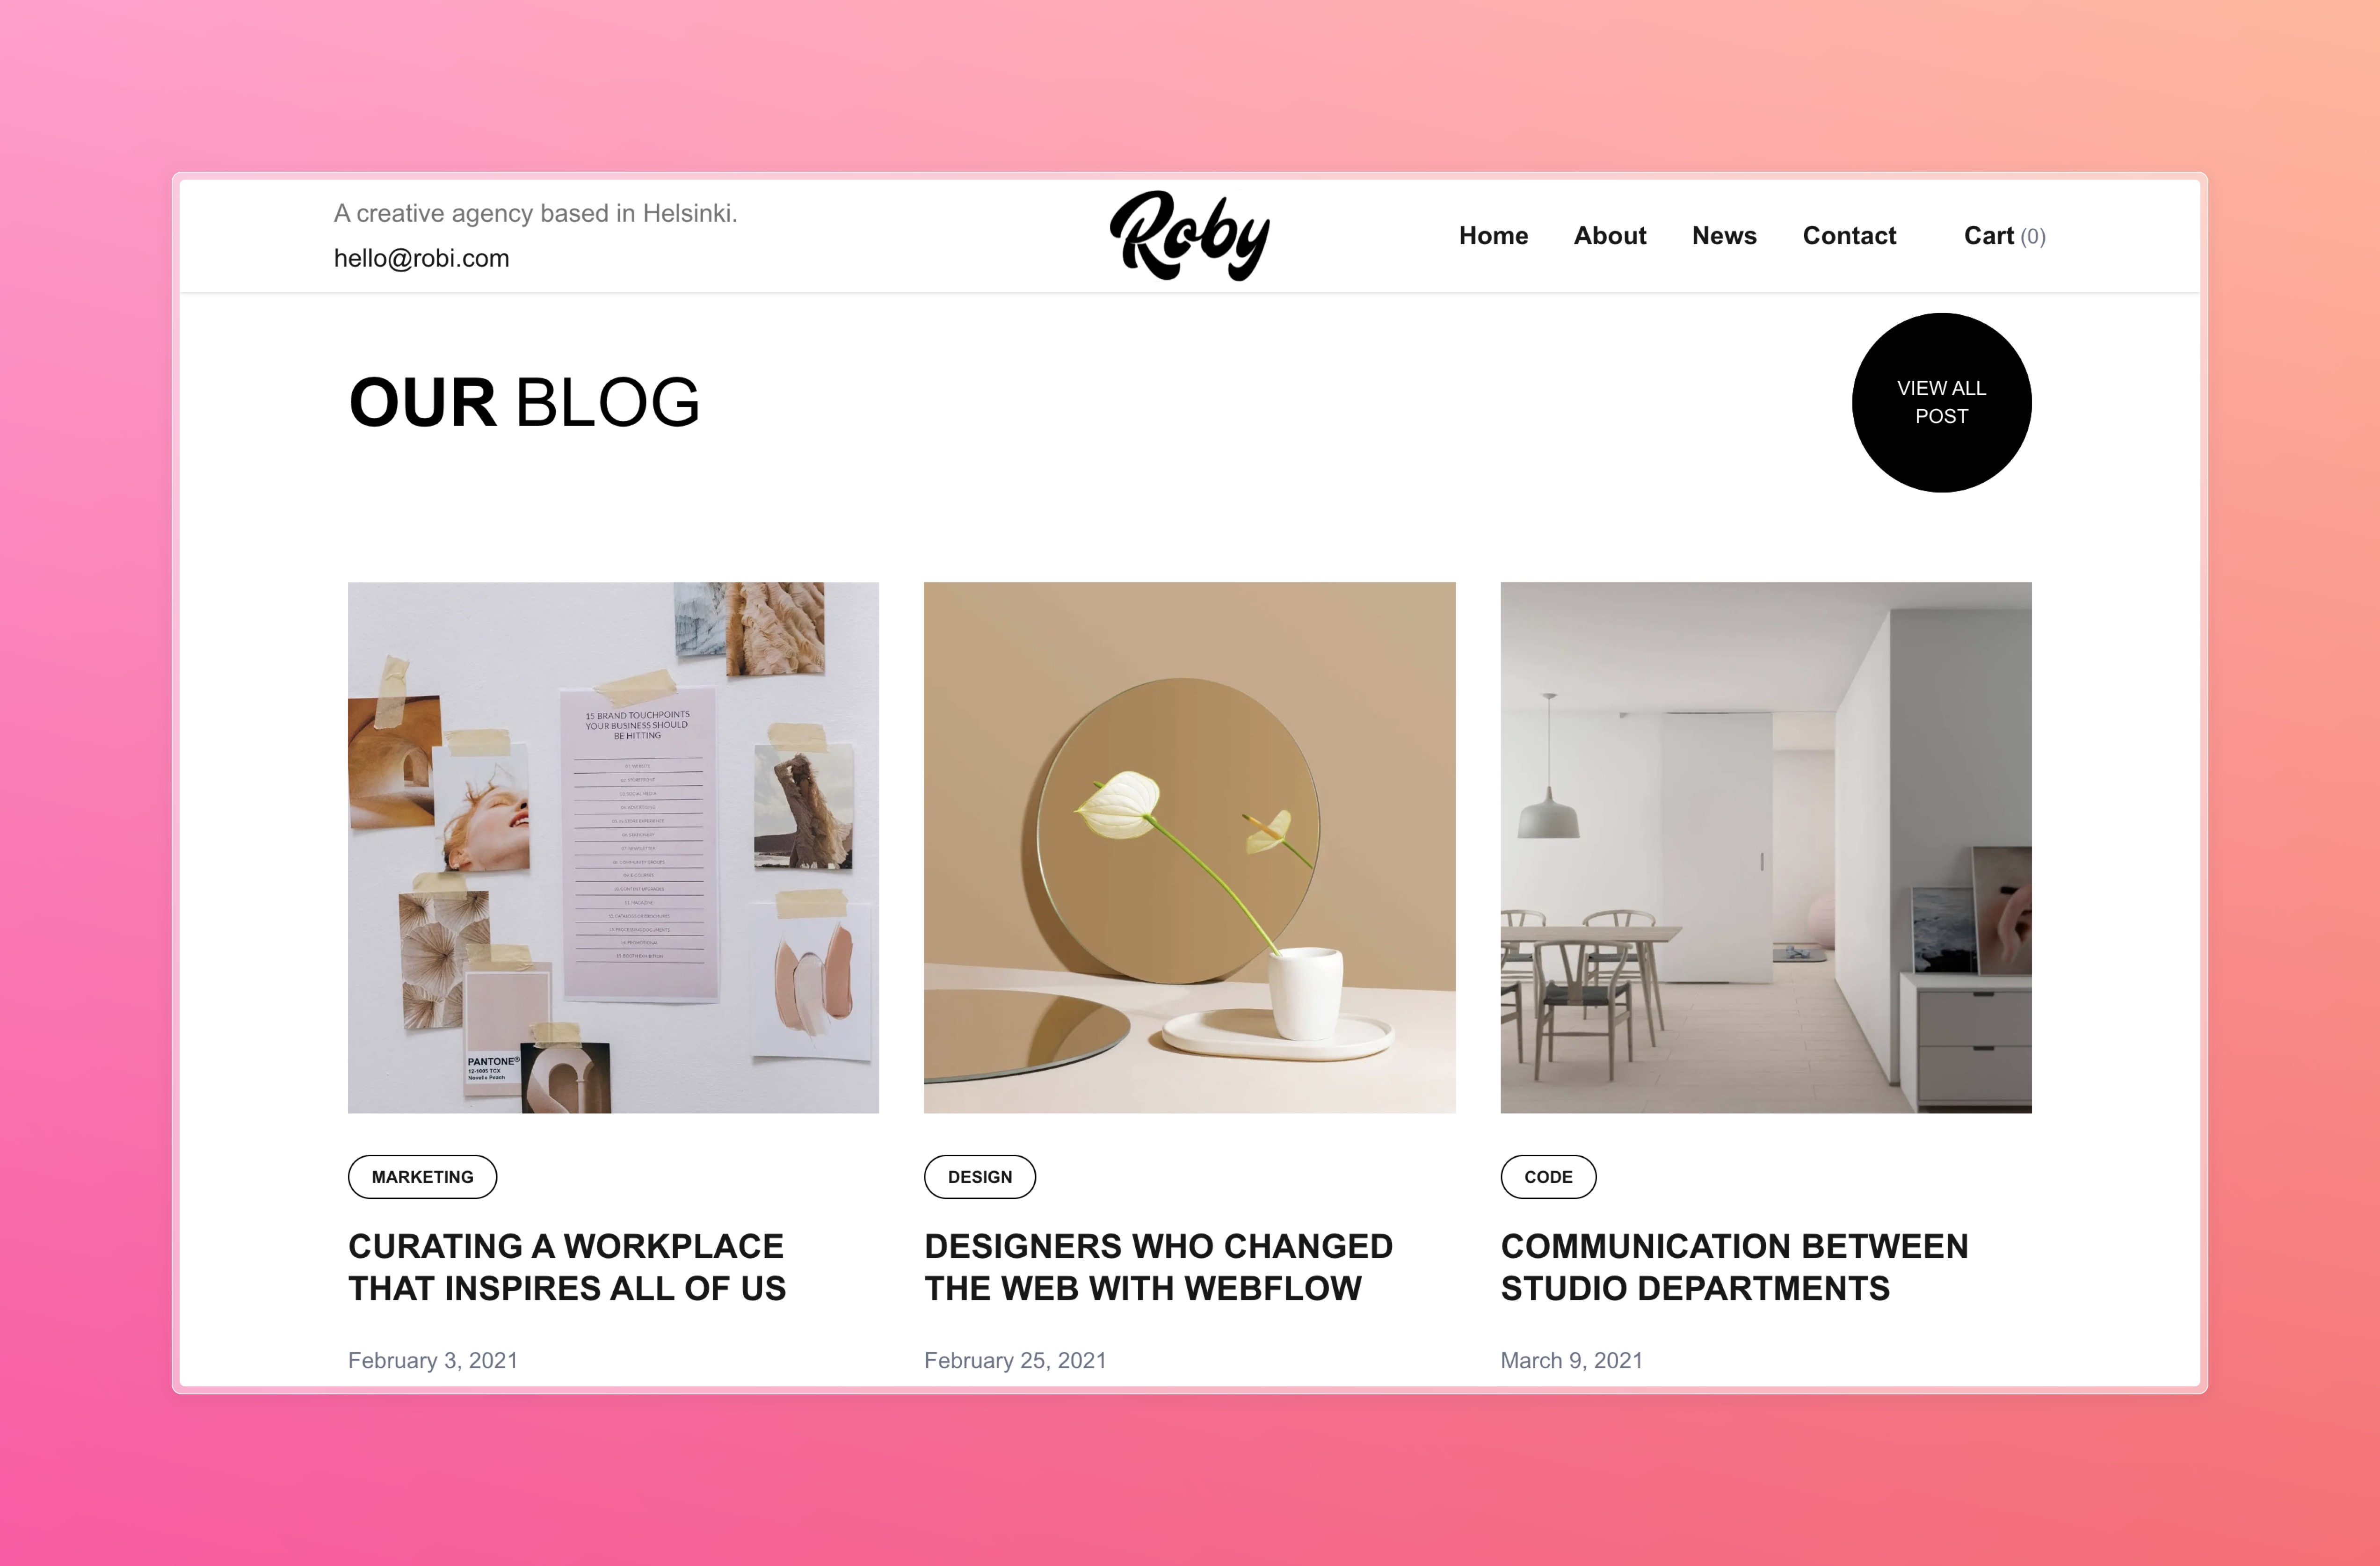 A creative agency based in Helsinki.
hello@robi.com
Roby
Home About News Contact Cart (0)
OUR BLOG
VIEW ALL
POST
15 BRAND TOUCHPOINTS
YOUR BUSINESS SHOULD
BE HITTING
PANTONE®
12-1605 TCX
Novelle Peach
MARKETING
CURATING A WORKPLACE
THAT INSPIRES ALL OF US
February 3, 2021
DESIGN
DESIGNERS WHO CHANGED
THE WEB WITH WEBFLOW
February 25, 2021
CODE
COMMUNICATION BETWEEN
STUDIO DEPARTMENTS
March 9, 2021